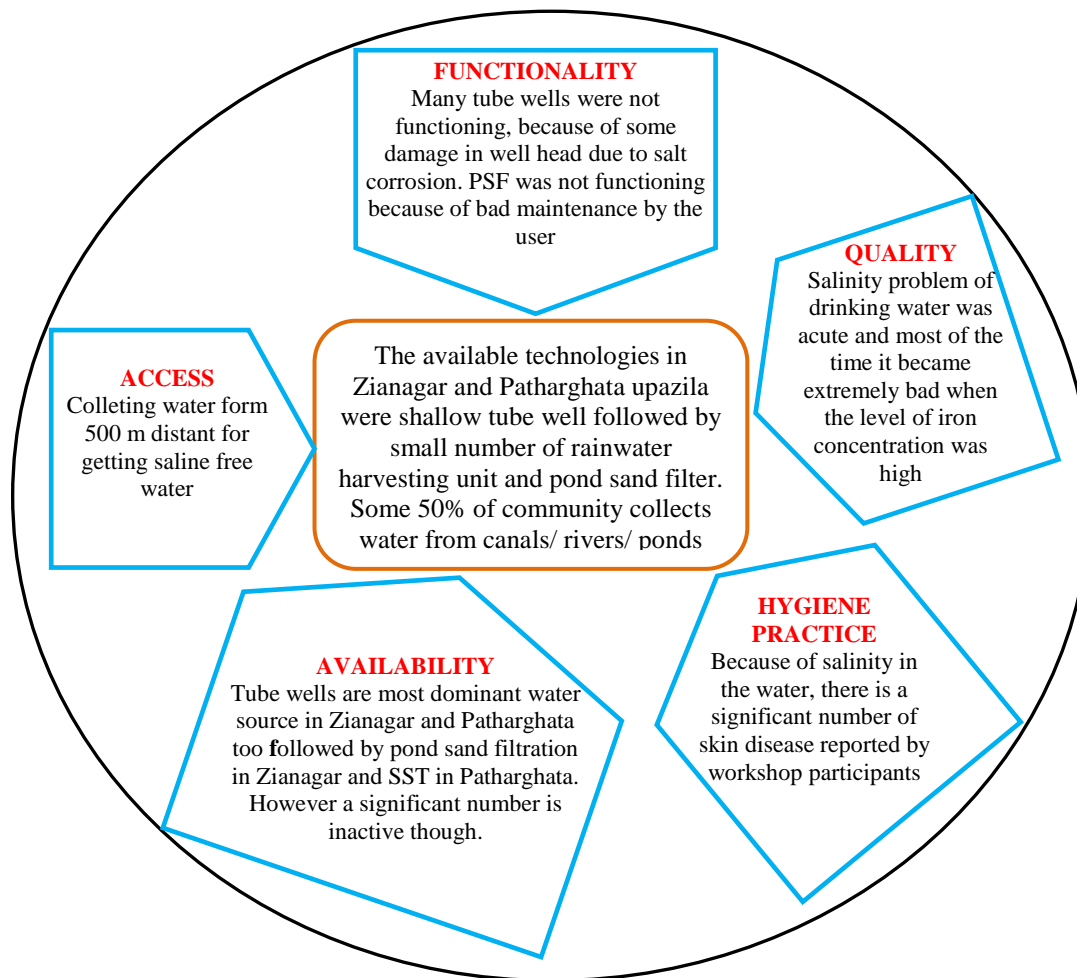 FUNCTIONALITY
Many tube wells were not
functioning, because of some
damage in well head due to salt
corrosion. PSF was not functioning
because of bad maintenance by the
user
QUALITY
Salinity problem of
drinking water was
acute and most of the
time it became
extremely bad when
the level of iron
concentration was
high
ACCESS
Colleting water form
500 m distant for
getting saline free
water
The available technologies in
Zianagar and Patharghata upazila
were shallow tube well followed by
small number of rainwater
harvesting unit and pond sand filter.
Some 50% of community collects
water from canals/ rivers/ ponds
HYGIENE
PRACTICE
Because of salinity in
the water, there is a
significant number of
skin disease reported by
workshop participants
AVAILABILITY
Tube wells are most dominant water
source in Zianagar and Patharghata
too followed by pond sand filtration
in Zianagar and SST in Patharghata.
However a significant number is
inactive though.